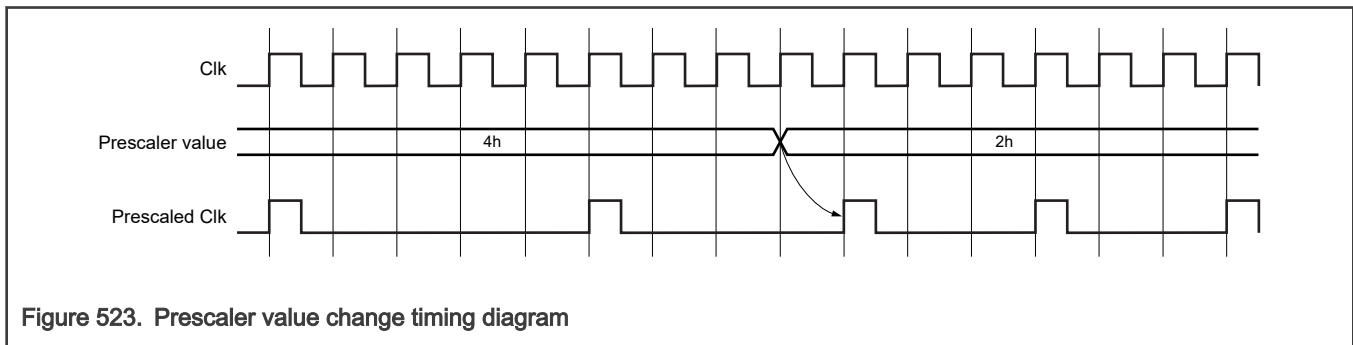 Clk
Prescaler value
4h
2h
Prescaled Clk
Figure 523. Prescaler value change timing diagram